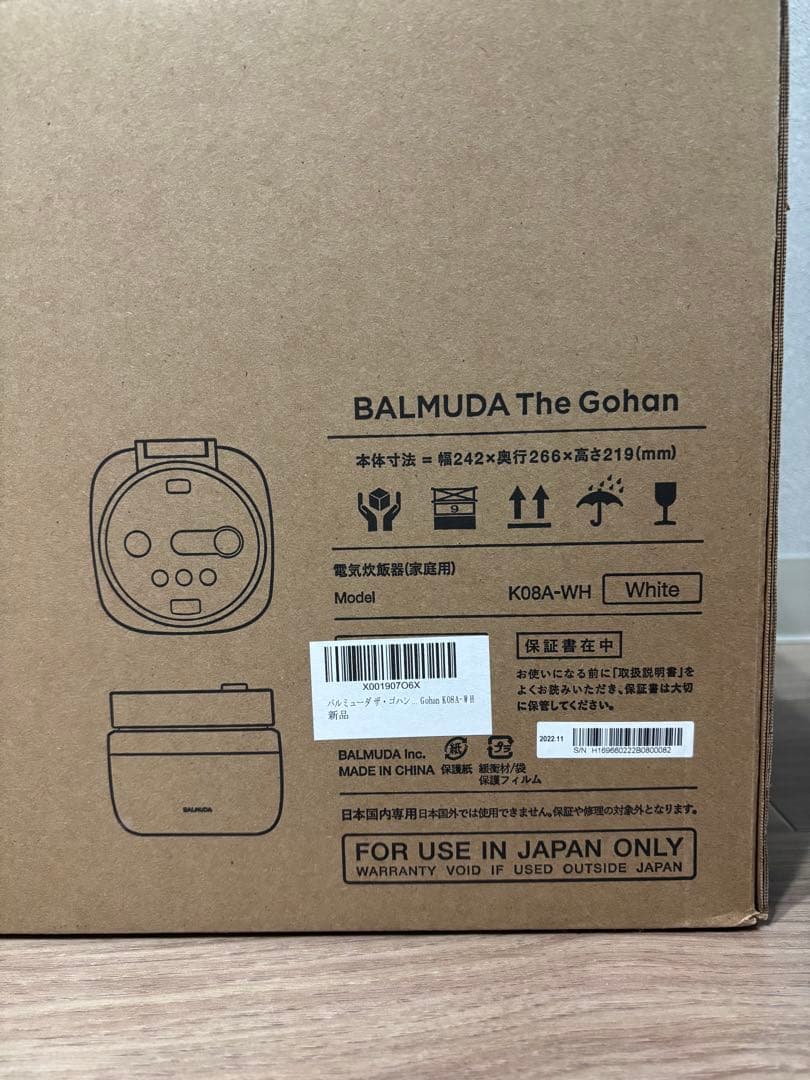 BALMUDA The Gohan
本体寸法 = 幅242×奥行266×高さ219(mm)
9
電気炊飯器(家庭用)
Model K08A-WH White
保証書在中
お使いになる前に「取扱説明書」を
よくお読みいただき、保証書は大切
に保管してください。
X001907O6X
バルミューダ ザ・ゴハン... Gohan K08A-WH
新品
2022.11
S/N H169660222B0800082
BALMUDA Inc.
MADE IN CHINA
紙
保護紙
プラ
緩衝材/袋
保護フィルム
BALMUDA
日本国内専用 日本国外では使用できません。保証や修理の対象外となります。
FOR USE IN JAPAN ONLY
WARRANTY VOID IF USED OUTSIDE JAPAN